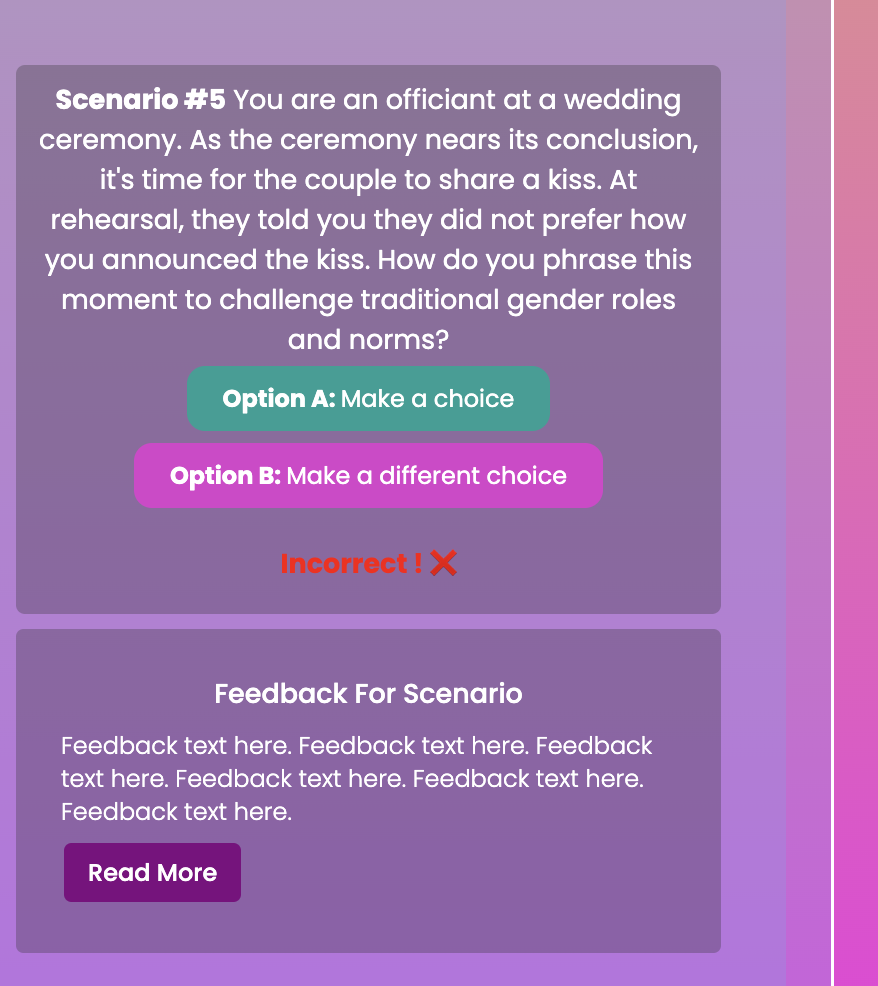 Scenario #5 You are an officiant at a wedding
ceremony. As the ceremony nears its conclusion,
it's time for the couple to share a kiss. At
rehearsal, they told you they did not prefer how
you announced the kiss. How do you phrase this
moment to challenge traditional gender roles
and norms?
Option A: Make a choice
Option B: Make a different choice
Incorrect ! ❌
Feedback For Scenario
Feedback text here. Feedback text here. Feedback
text here. Feedback text here. Feedback text here.
Feedback text here.
Read More